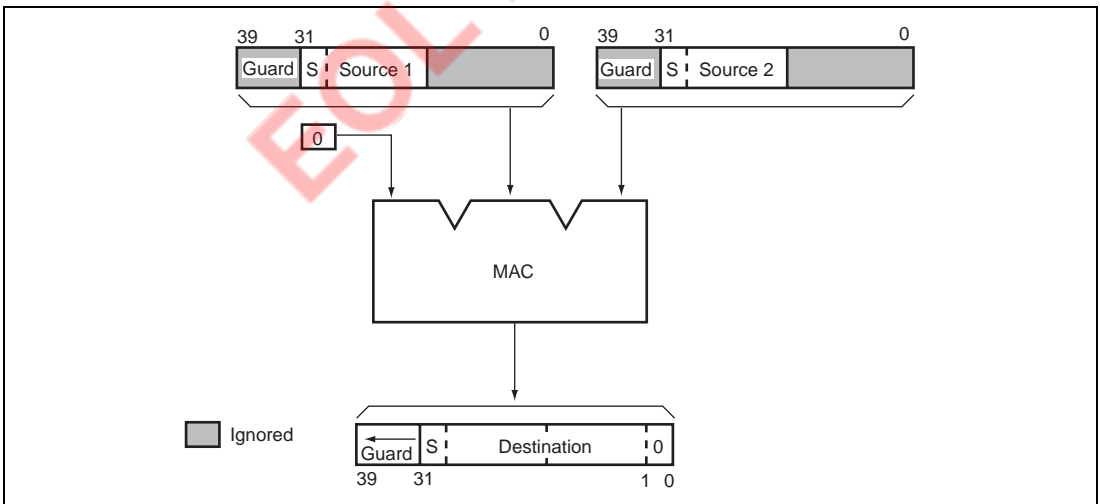 39 31 0
Guard S Source 1
39 31 0
Guard S Source 2
0
MAC
Ignored
Guard S Destination 0
39 31 1 0
EOL